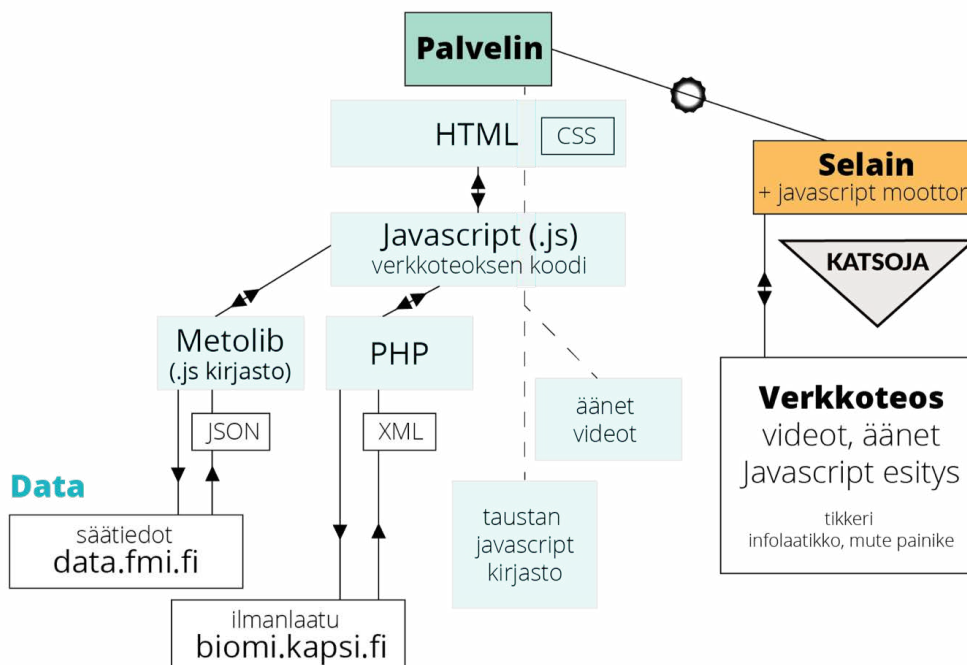 Palvelin
HTML
CSS
Selain
+ javascript moottor
Javascript (.js)
verkkoteoksen koodi
KATSOJA
Metolib
(.js kirjasto)
PHP
JSON
XML
äänet
videot
Verkkoteos
videot, äänet
Javascript esitys
tikkeri
infolaatikko, mute painike
Data
säätiedot
data.fmi.fi
taustan
javascript
kirjasto
ilmanlaatu
biomi.kapsi.fi